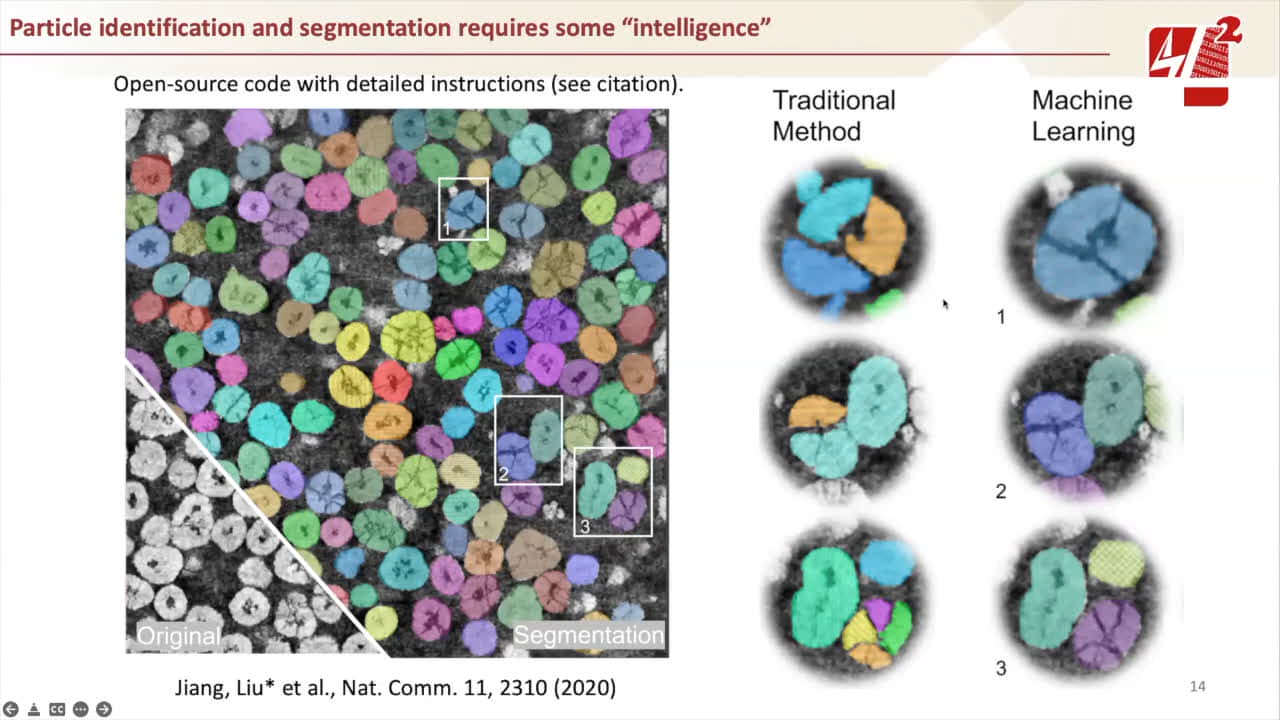 Particle identification and segmentation requires some “intelligence”
Open-source code with detailed instructions (see citation).
Traditional
Method
Machine
Learning
1
2
3
Original
Segmentation
1
2
3
Jiang, Liu* et al., Nat. Comm. 11, 2310 (2020)
14